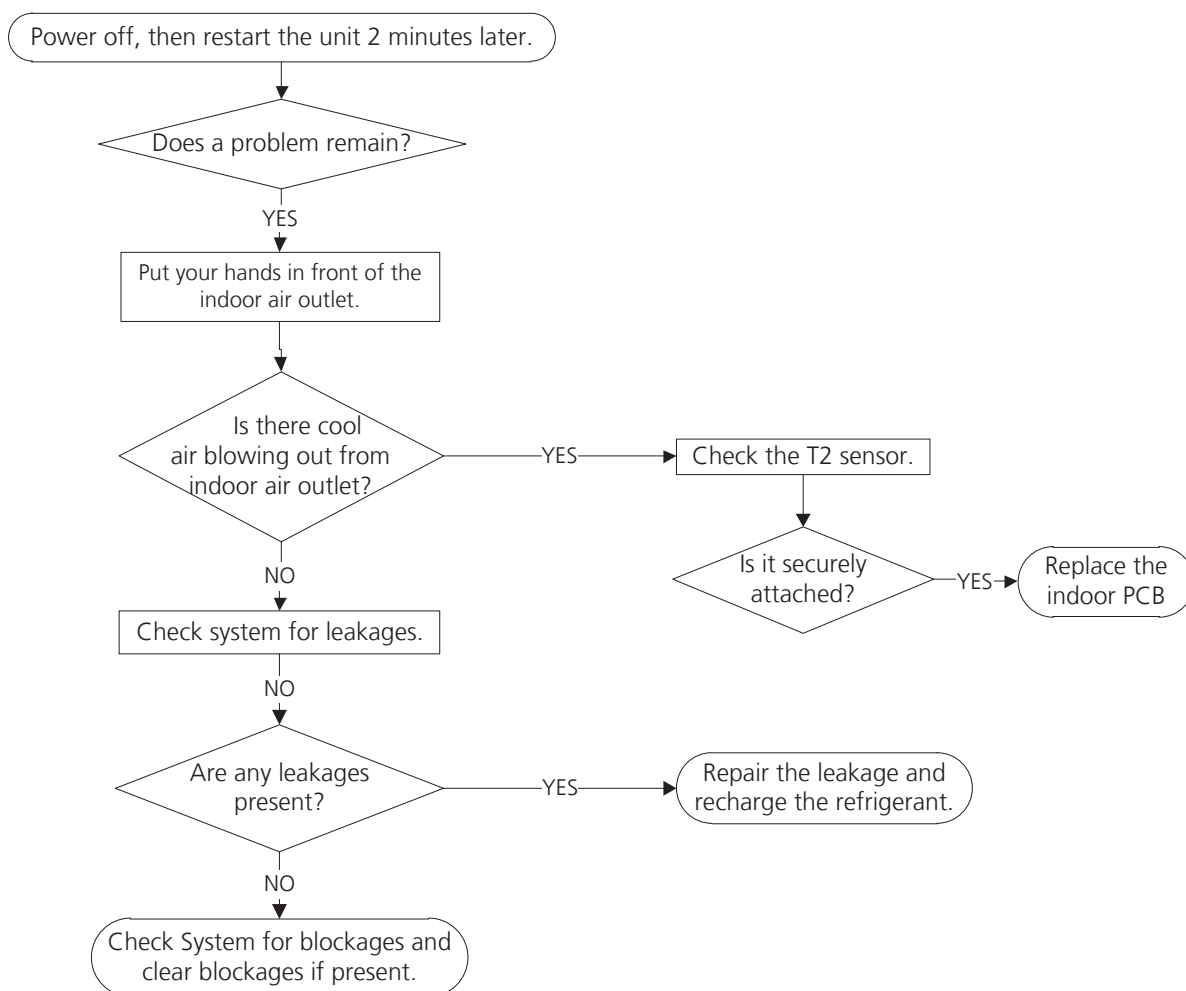 Power off, then restart the unit 2 minutes later.
Does a problem remain?
YES
Put your hands in front of the
indoor air outlet.
Is there cool
air blowing out from
indoor air outlet?
YES
Check the T2 sensor.
Is it securely
attached?
YES
Replace the
indoor PCB
NO
Check system for leakages.
NO
Are any leakages
present?
YES
Repair the leakage and
recharge the refrigerant.
NO
Check System for blockages and
clear blockages if present.